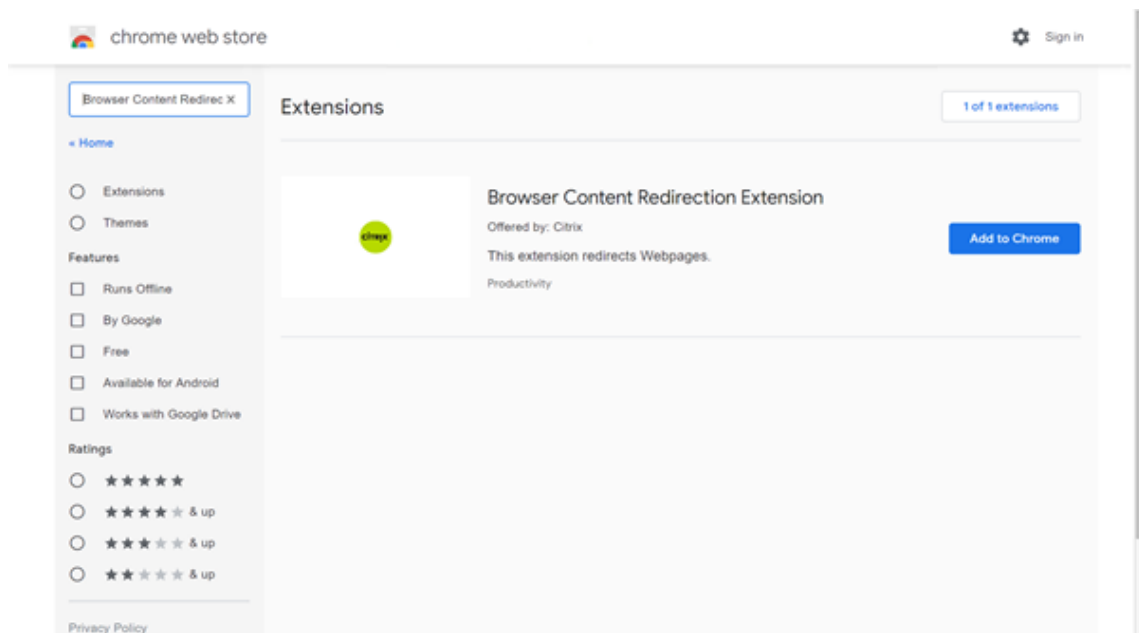 chrome web store
Sign in
Browser Content Redirec
Extensions
1 of 1 extensions
« Home
Extensions
Themes
Features
Runs Offline
By Google
Free
Available for Android
Works with Google Drive
Ratings
& up
& up
& up
Privacy Policy
citrix
Browser Content Redirection Extension
Offered by: Citrix
This extension redirects Webpages.
Productivity
Add to Chrome